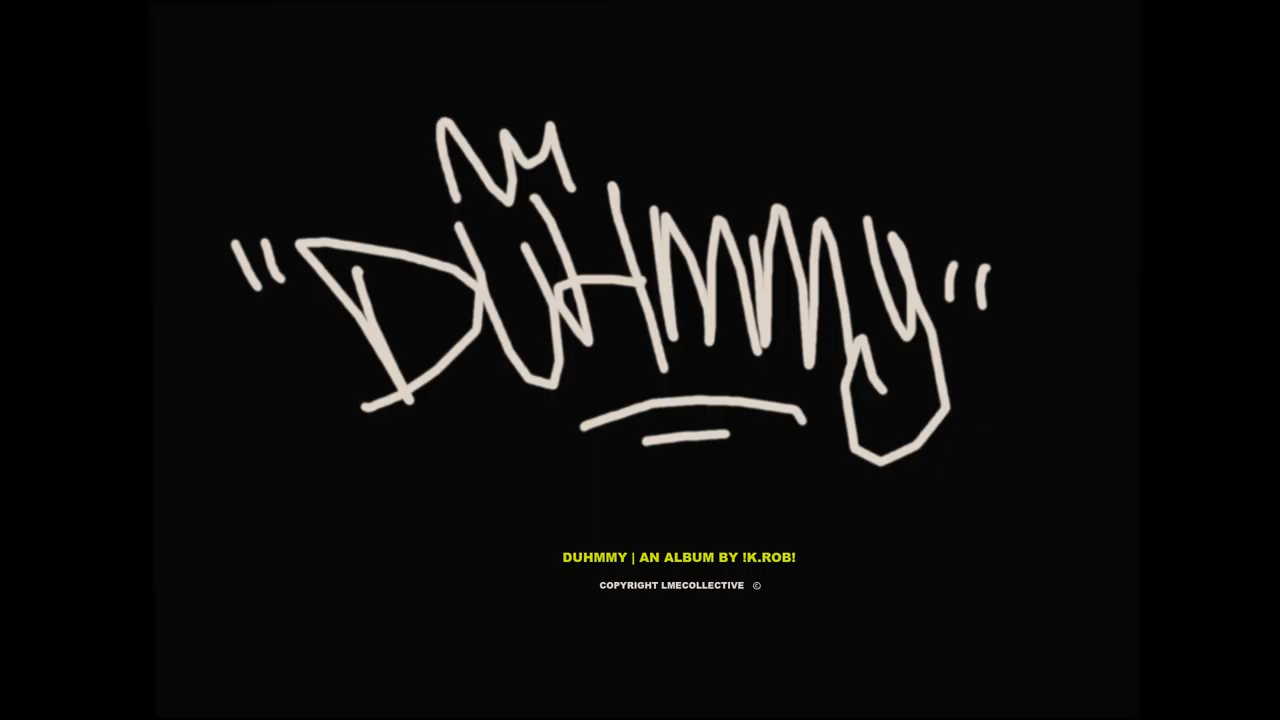 "DUHMMY"
DUHMMY | AN ALBUM BY !K.ROB!
COPYRIGHT LMECOLLECTIVE ©